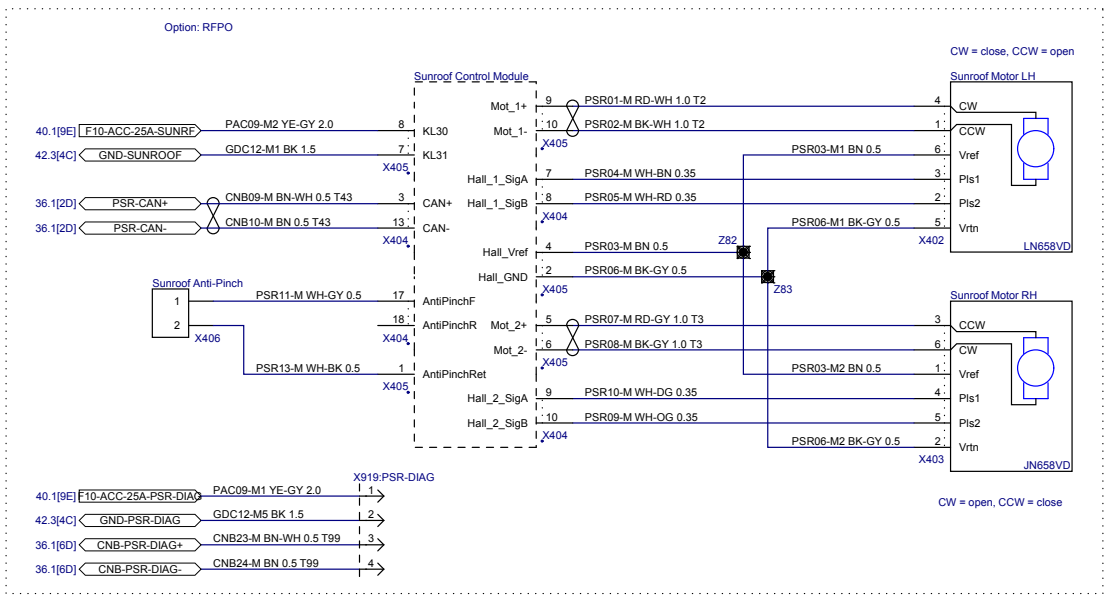 Option: RFPO
CW = close, CCW = open
Sunroof Control Module
Sunroof Motor LH
40.1[9E] F10-ACC-25A-SUNRF PAC09-M2 YE-GY 2.0 8 KL30
42.3[4C] GND-SUNROOF GDC12-M1 BK 1.5 7 KL31
X405
36.1[2D] PSR-CAN+ CNB09-M BN-WH 0.5 T43 3 CAN+
36.1[2D] PSR-CAN- CNB10-M BN 0.5 T43 13 CAN-
X404
Sunroof Anti-Pinch
1 PSR11-M WH-GY 0.5 17 AntiPinchF
2 18 AntiPinchR
X406
X404
PSR13-M WH-BK 0.5 1 AntiPinchRet
X405
Mot_1+ 9 PSR01-M RD-WH 1.0 T2 4 CW
Mot_1- 10 PSR02-M BK-WH 1.0 T2 1 CCW
X405
PSR03-M1 BN 0.5 6 Vref
Hall_1_SigA 7 PSR04-M WH-BN 0.35 3 Pls1
Hall_1_SigB 8 PSR05-M WH-RD 0.35 2 Pls2
X404
PSR06-M1 BK-GY 0.5 5 Vrtn
X402
LN658VD
Hall_Vref 4 PSR03-M BN 0.5 Z82
Hall_GND 2 PSR06-M BK-GY 0.5 Z83
X405
Sunroof Motor RH
Mot_2+ 5 PSR07-M RD-GY 1.0 T3 3 CCW
Mot_2- 6 PSR08-M BK-GY 1.0 T3 6 CW
X405
PSR03-M2 BN 0.5 1 Vref
Hall_2_SigA 9 PSR10-M WH-DG 0.35 4 Pls1
Hall_2_SigB 10 PSR09-M WH-OG 0.35 5 Pls2
X404
PSR06-M2 BK-GY 0.5 2 Vrtn
X403
JN658VD
CW = open, CCW = close
X919:PSR-DIAG
40.1[9E] F10-ACC-25A-PSR-DIAG PAC09-M1 YE-GY 2.0 1
42.3[4C] GND-PSR-DIAG GDC12-M5 BK 1.5 2
36.1[6D] CNB-PSR-DIAG+ CNB23-M BN-WH 0.5 T99 3
36.1[6D] CNB-PSR-DIAG- CNB24-M BN 0.5 T99 4